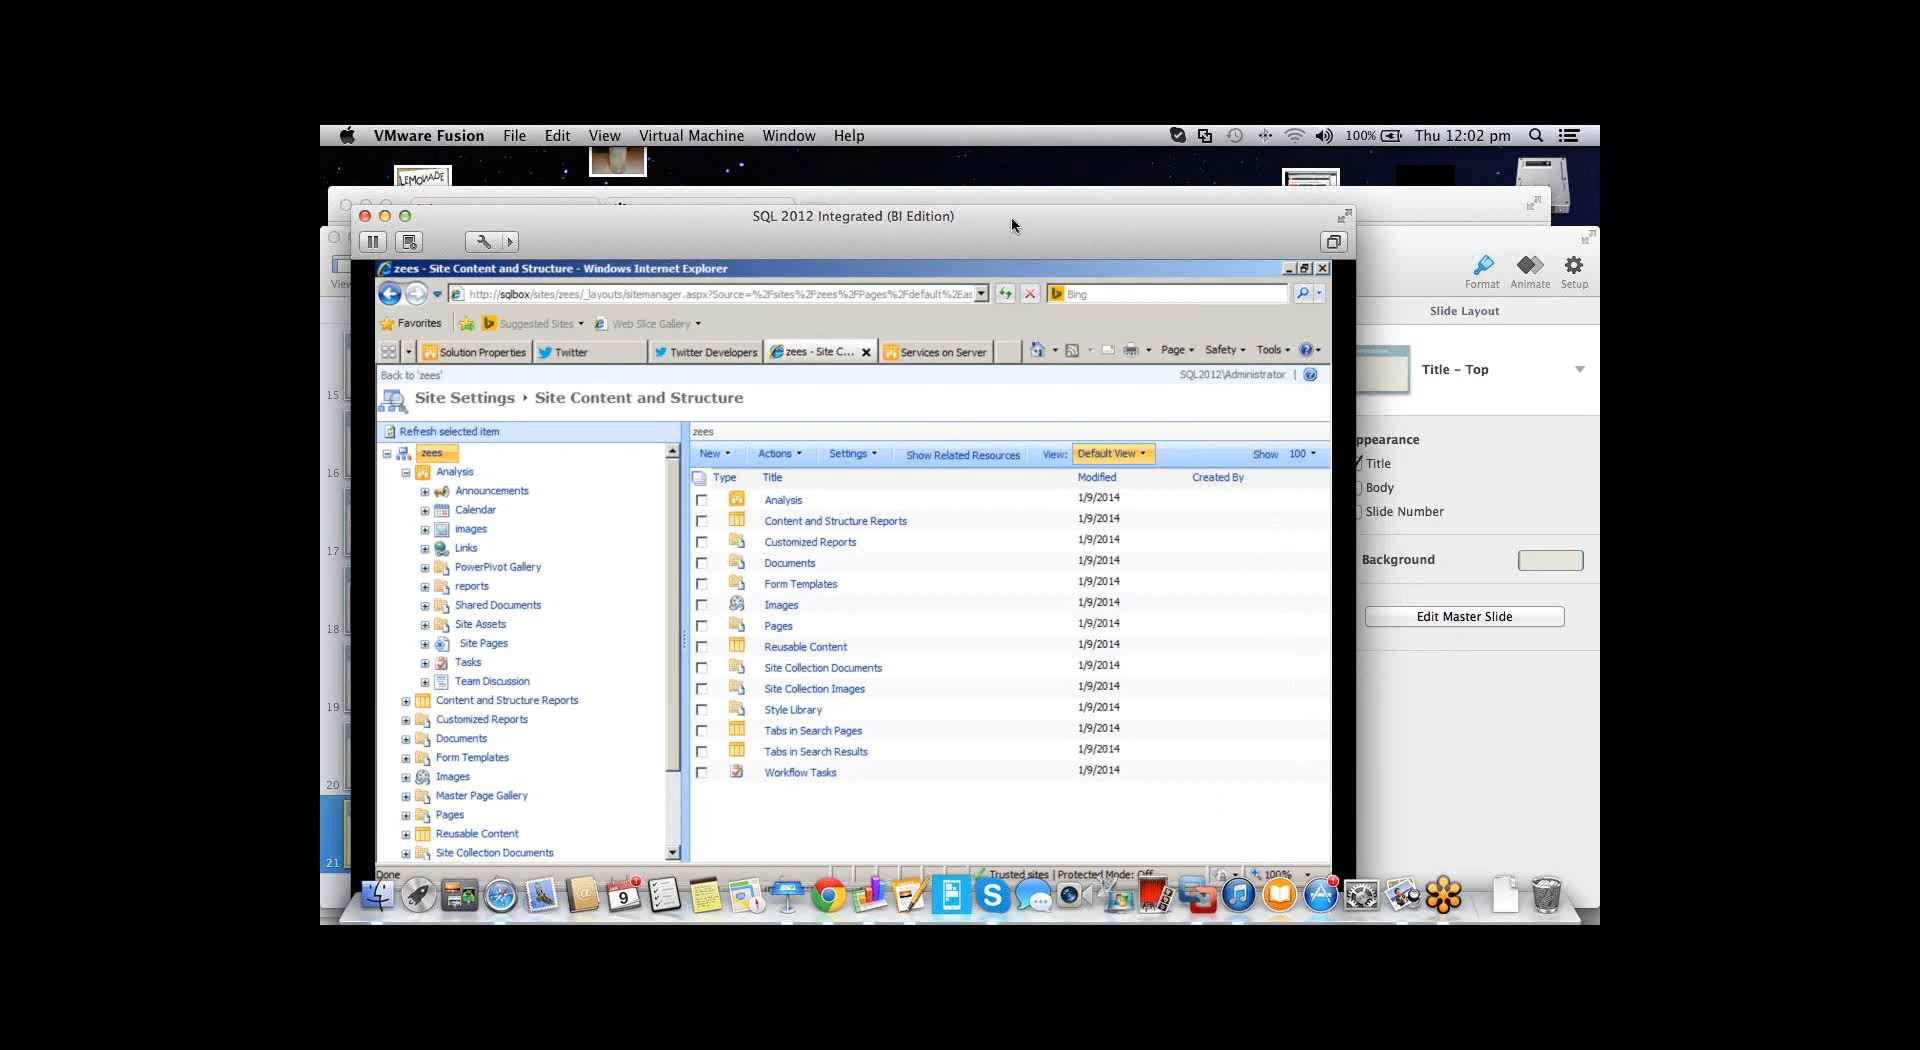 VMware Fusion File Edit View Virtual Machine Window Help 100% Thu 12:02 pm
LEMONADE
SQL 2012 Integrated (BI Edition)
zees - Site Content and Structure - Windows Internet Explorer
http://sqlbox/sites/zees/_layouts/sitemanager.aspx?Source=%2Fsites%2Fzees%2FPages%2Fdefault%2Eas
Bing
Favorites Suggested Sites Web Slice Gallery
Solution Properties Twitter Twitter Developers zees - Site C... Services on Server Page Safety Tools
Back to 'zees' SQL2012\Administrator
Site Settings Site Content and Structure
Refresh selected item
zees
Analysis
Announcements
Calendar
images
Links
PowerPivot Gallery
reports
Shared Documents
Site Assets
Site Pages
Tasks
Team Discussion
Content and Structure Reports
Customized Reports
Documents
Form Templates
Images
Master Page Gallery
Pages
Reusable Content
Site Collection Documents
zees
New Actions Settings Show Related Resources View: Default View Show 100
Type Title Modified Created By
Analysis 1/9/2014
Content and Structure Reports 1/9/2014
Customized Reports 1/9/2014
Documents 1/9/2014
Form Templates 1/9/2014
Images 1/9/2014
Pages 1/9/2014
Reusable Content 1/9/2014
Site Collection Documents 1/9/2014
Site Collection Images 1/9/2014
Style Library 1/9/2014
Tabs in Search Pages 1/9/2014
Tabs in Search Results 1/9/2014
Workflow Tasks 1/9/2014
Done Trusted sites | Protected Mode: Off 100%
View
15
16
17
18
19
20
21
Format Animate Setup
Slide Layout
Title - Top
ppearance
Title
Body
Slide Number
Background
Edit Master Slide
9